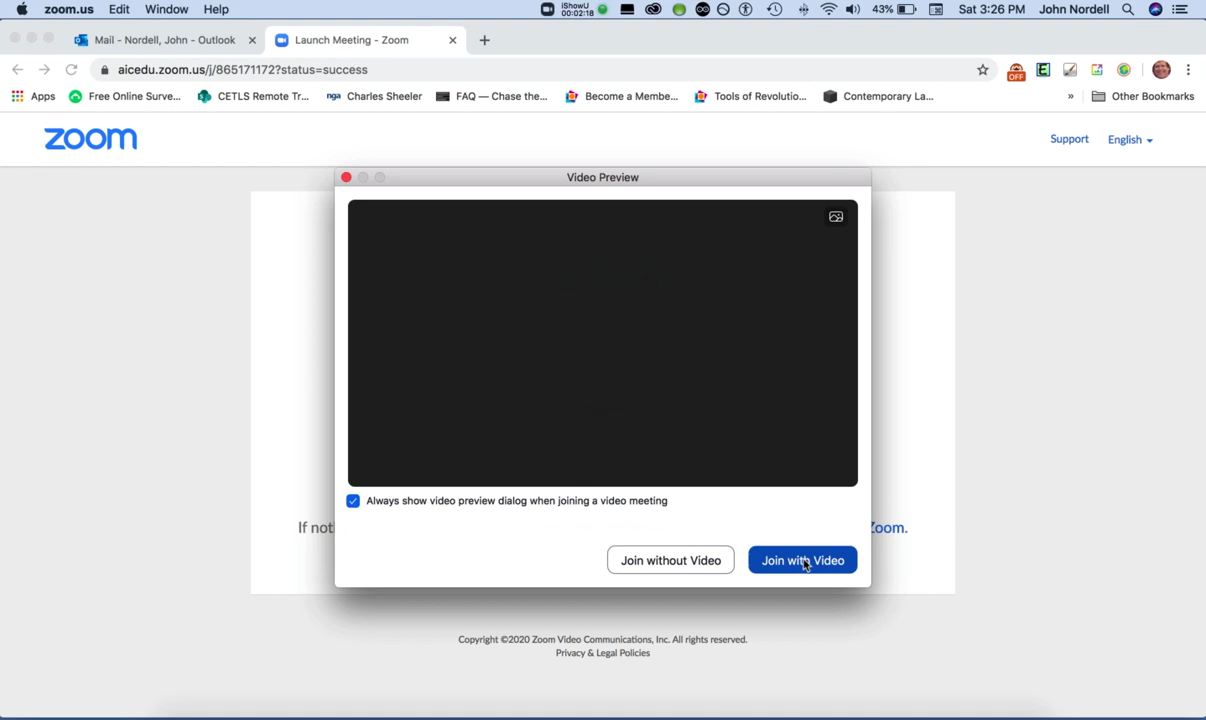 zoom.us Edit Window Help iShowU 00:02:18 43% Sat 3:26 PM John Nordell
Mail - Nordell, John - Outlook Launch Meeting - Zoom
aicedu.zoom.us/j/865171172?status=success OFF
Apps Free Online Surve... CETLS Remote Tr... nga Charles Sheeler FAQ — Chase the... Become a Membe... Tools of Revolutio... Contemporary La... » Other Bookmarks
zoom Support English
Video Preview
Always show video preview dialog when joining a video meeting
If not Zoom.
Join without Video Join with Video
Copyright ©2020 Zoom Video Communications, Inc. All rights reserved.
Privacy & Legal Policies